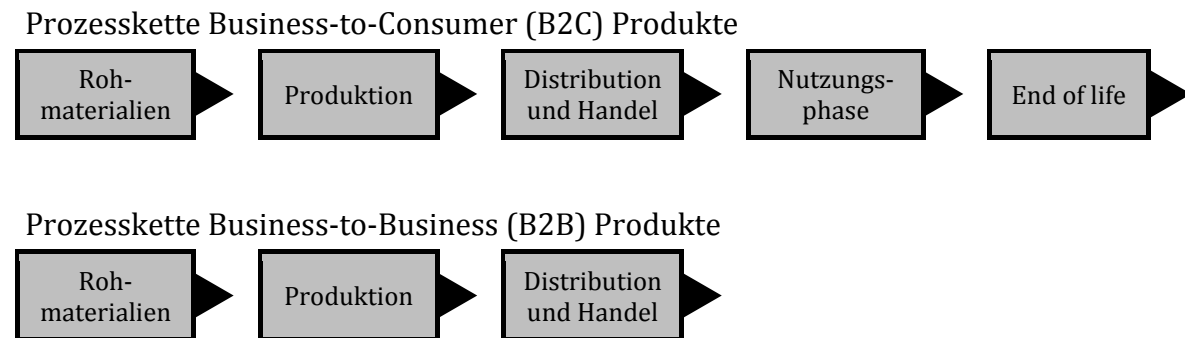 Prozesskette Business-to-Consumer (B2C) Produkte
Roh-
materialien
Produktion
Distribution
und Handel
Nutzungs-
phase
End of life
Prozesskette Business-to-Business (B2B) Produkte
Roh-
materialien
Produktion
Distribution
und Handel